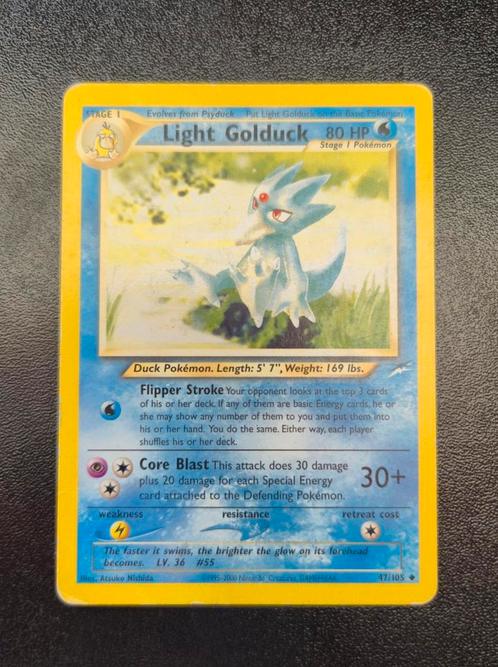 STAGE 1 Evolves from Psyduck Put Light Golduck on the Basic Pokémon
Light Golduck 80 HP
Stage 1 Pokémon
Duck Pokémon. Length: 5' 7", Weight: 169 lbs.
Flipper Stroke Your opponent looks at the top 3 cards
of his or her deck. If any of them are basic Energy cards, he or
she may show any number of them to you and put them into
his or her hand. You do the same. Either way, each player
shuffles his or her deck.
Core Blast This attack does 30 damage
plus 20 damage for each Special Energy
card attached to the Defending Pokémon.
30+
weakness resistance retreat cost
The faster it swims, the brighter the glow on its forehead
becomes. LV. 36 #55
Illus. Atsuko Nishida ©1995-2000 Nintendo, Creatures, GAMEFREAK. 47/105